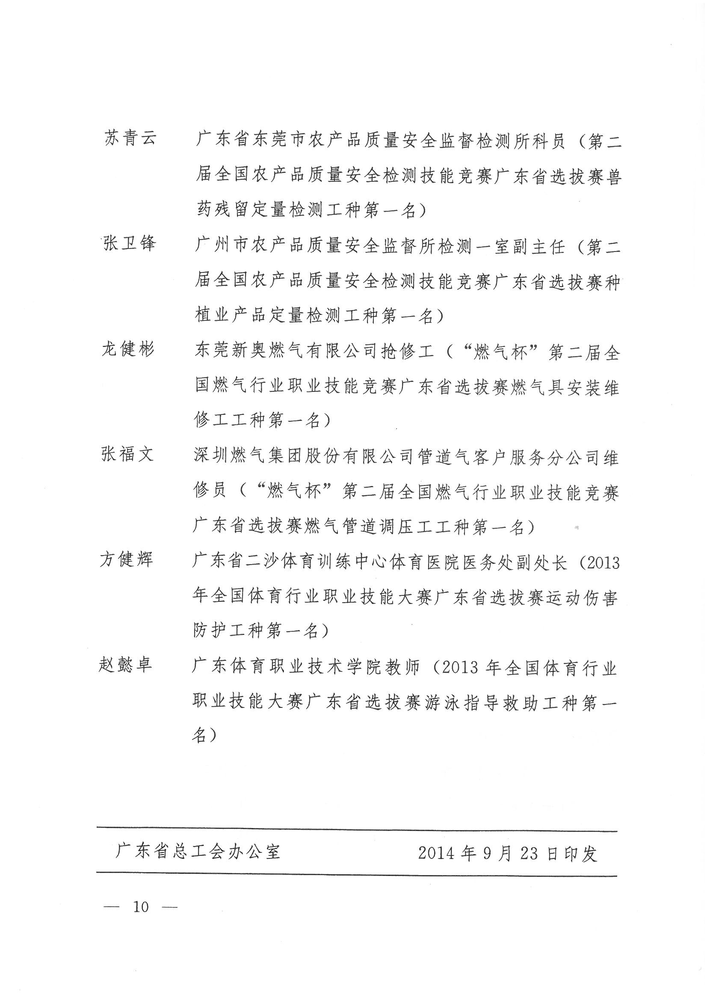 苏青云 广东省东莞市农产品质量安全监督检测所科员（第二
届全国农产品质量安全检测技能竞赛广东省选拔赛兽
药残留定量检测工种第一名）
张卫锋 广州市农产品质量安全监督所检测一室副主任（第二
届全国农产品质量安全检测技能竞赛广东省选拔赛种
植业产品定量检测工种第一名）
龙健彬 东莞新奥燃气有限公司抢修工（“燃气杯”第二届全
国燃气行业职业技能竞赛广东省选拔赛燃气具安装维
修工工种第一名）
张福文 深圳燃气集团股份有限公司管道气客户服务分公司维
修员（“燃气杯”第二届全国燃气行业职业技能竞赛
广东省选拔赛燃气管道调压工工种第一名）
方健辉 广东省二沙体育训练中心体育医院医务处副处长（2013
年全国体育行业职业技能大赛广东省选拔赛运动伤害
防护工种第一名）
赵懿卓 广东体育职业技术学院教师（2013 年全国体育行业
职业技能大赛广东省选拔赛游泳指导救助工种第一
名）
广东省总工会办公室 2014 年 9 月 23 日印发
— 10 —